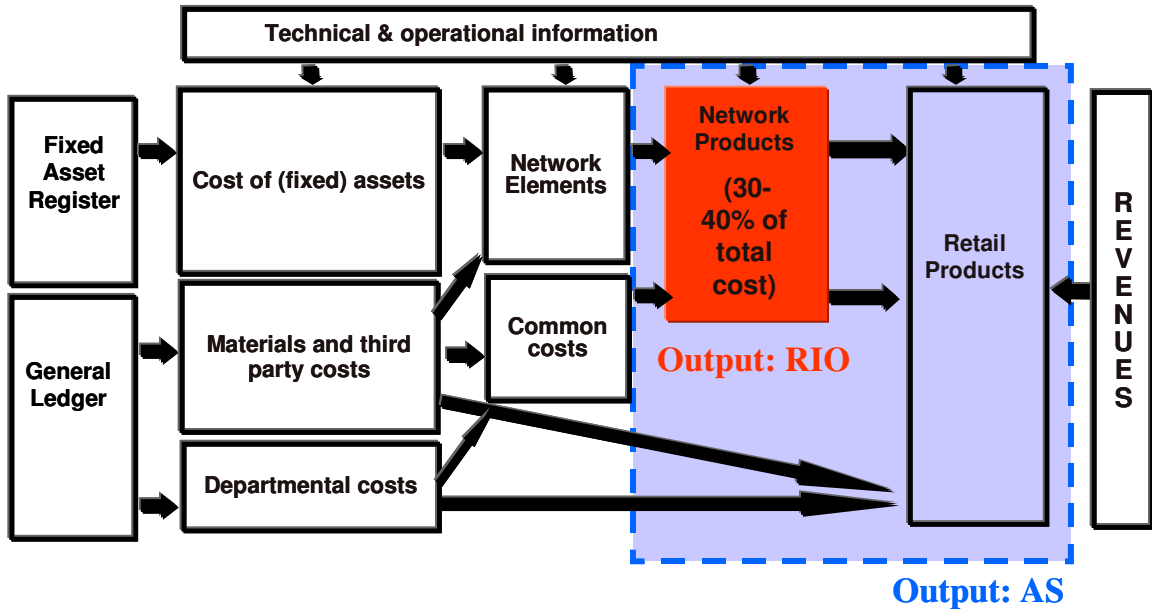 Technical & operational information
Fixed
Asset
Register
Cost of (fixed) assets
Network
Elements
Network
Products
(30-
40% of
total
cost)
Retail
Products
R
E
V
E
N
U
E
S
General
Ledger
Materials and third
party costs
Common
costs
Output: RIO
Departmental costs
Output: AS